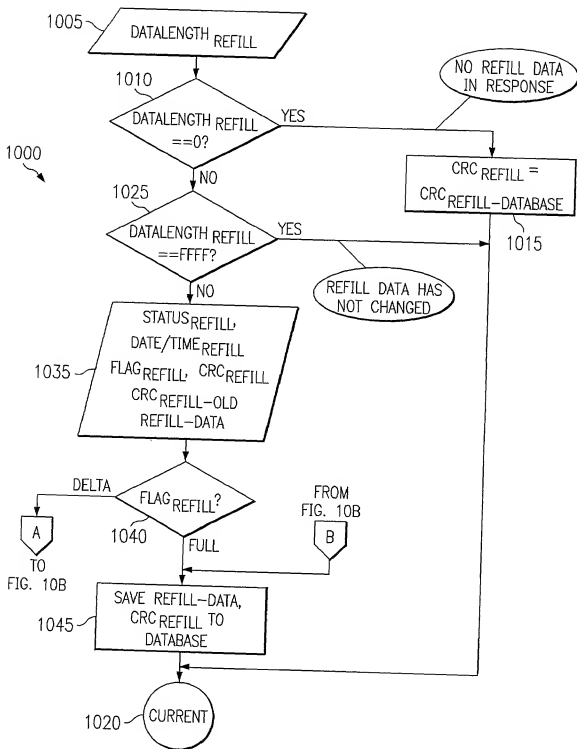 1005
DATALENGTH REFILL
1010
DATALENGTH REFILL
==0?
YES
NO REFILL DATA
IN RESPONSE
1000
NO
CRC REFILL =
CRC REFILL-DATABASE
1015
1025
DATALENGTH REFILL
==FFFF?
YES
REFILL DATA HAS
NOT CHANGED
NO
1035
STATUS REFILL,
DATE/TIME REFILL
FLAG REFILL, CRC REFILL
CRC REFILL-OLD
REFILL-DATA
DELTA
FLAG REFILL?
1040
FULL
A
TO
FIG. 10B
FROM
FIG. 10B
B
1045
SAVE REFILL-DATA,
CRC REFILL TO
DATABASE
1020
CURRENT